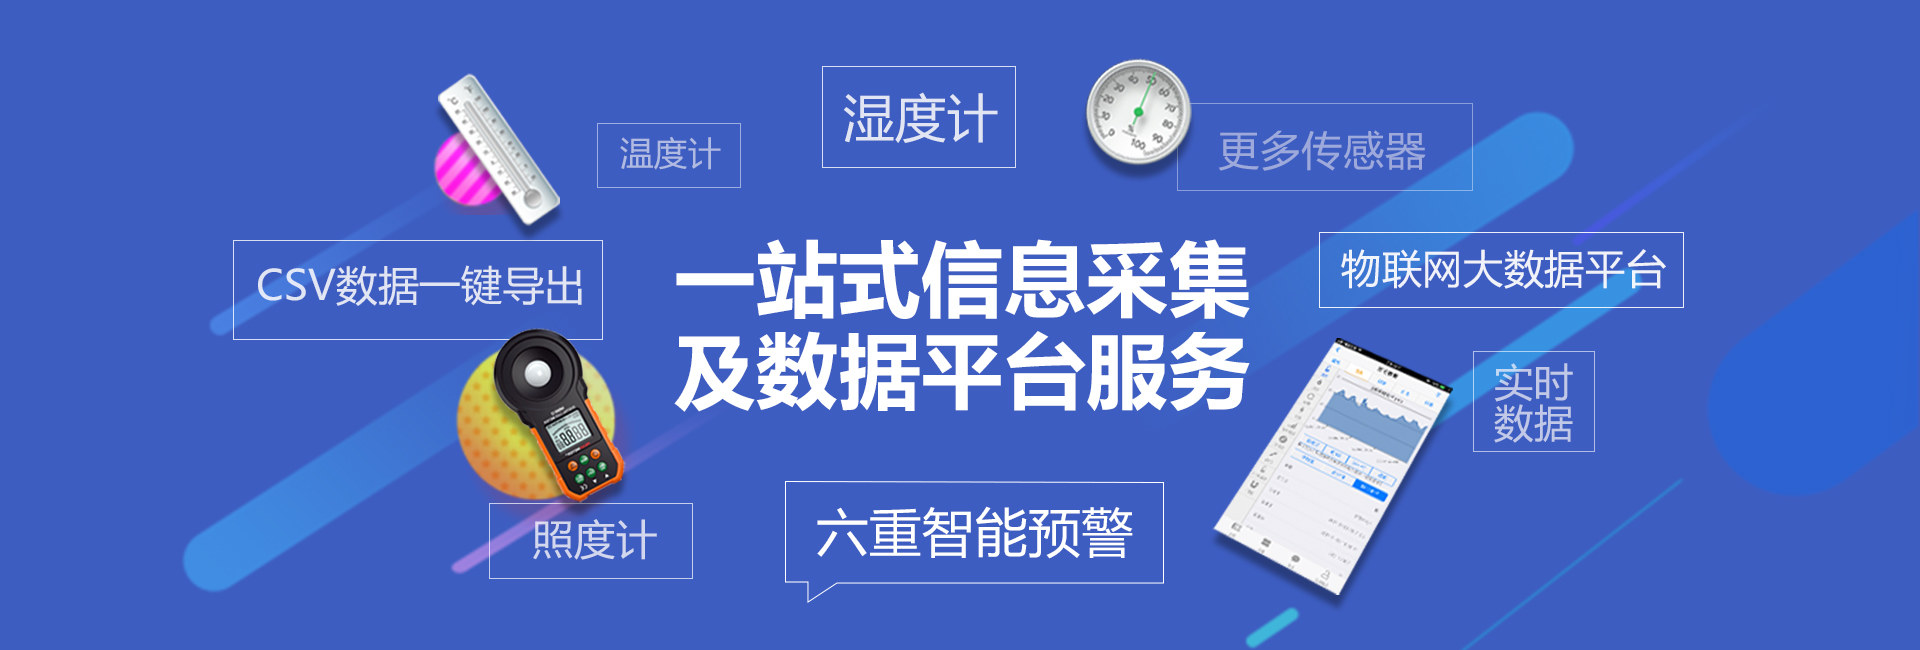 湿度计
温度计
更多传感器
CSV数据一键导出
一站式信息采集
及数据平台服务
物联网大数据平台
实时
数据
照度计
六重智能预警